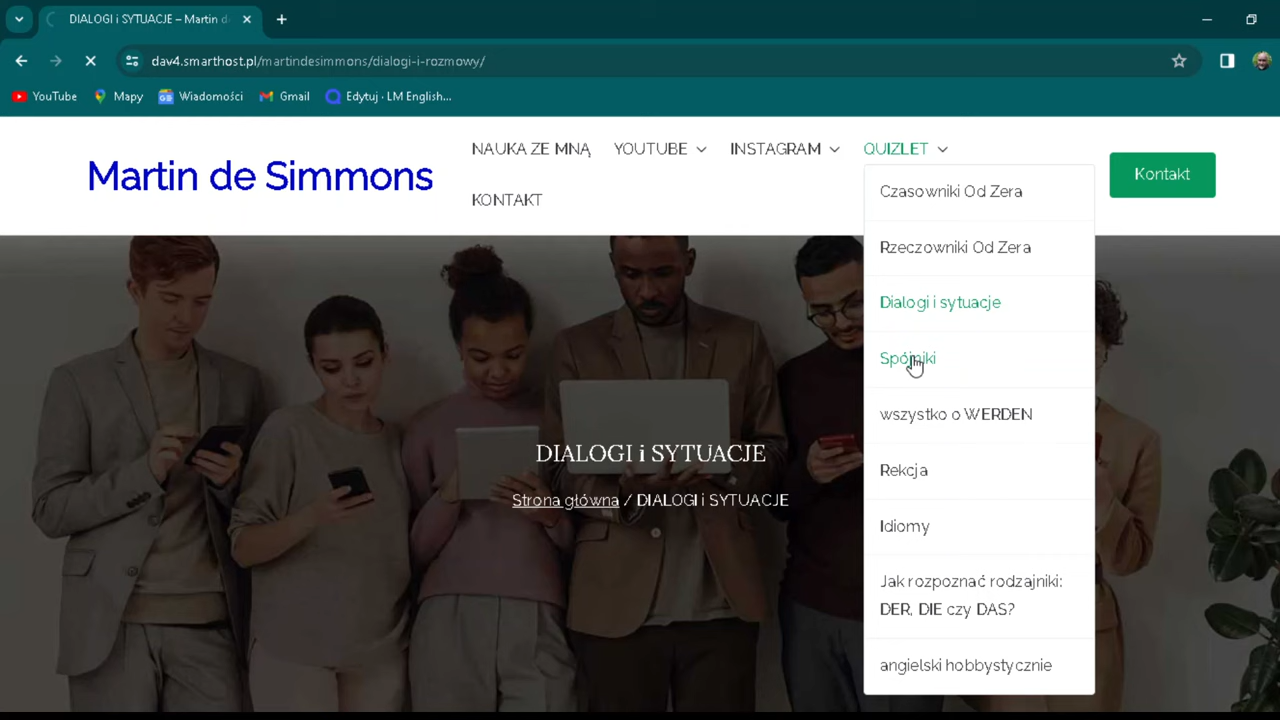 DIALOGI i SYTUACJE – Martin d
dav4.smarthost.pl/martindesimmons/dialogi-i-rozmowy/
YouTube Mapy Wiadomości Gmail Edytuj · LM English...
Martin de Simmons
NAUKA ZE MNĄ YOUTUBE INSTAGRAM QUIZLET
KONTAKT
Kontakt
Czasowniki Od Zera
Rzeczowniki Od Zera
Dialogi i sytuacje
Spójniki
wszystko o WERDEN
Rekcja
Idiomy
Jak rozpoznać rodzajniki:
DER, DIE czy DAS?
angielski hobbystycznie
DIALOGI i SYTUACJE
Strona główna / DIALOGI i SYTUACJE